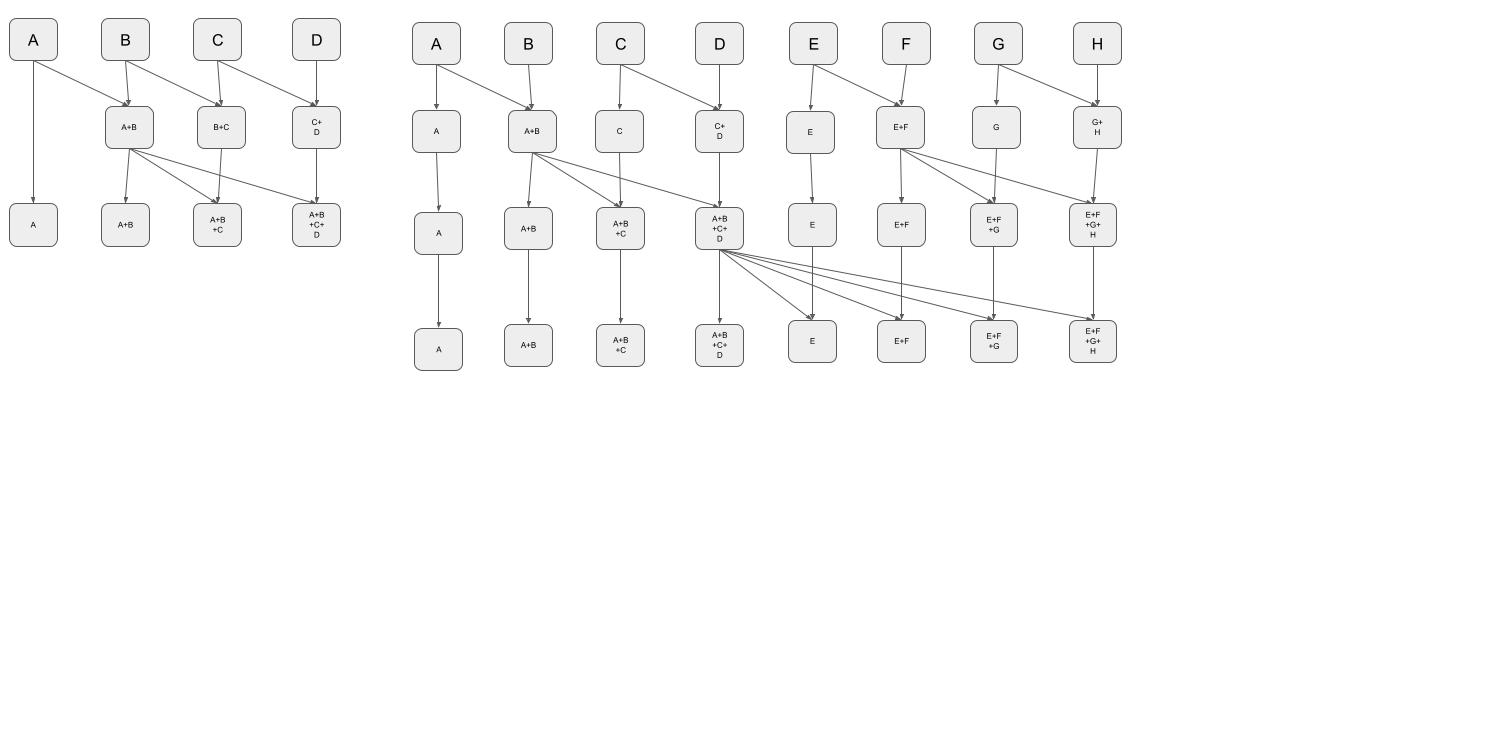 A
B
C
D
A+B
B+C
C+
D
A
A+B
A+B
+C
A+B
+C+
D
A
B
C
D
E
F
G
H
A
A+B
C
C+
D
E
E+F
G
G+
H
A
A+B
A+B
+C
A+B
+C+
D
E
E+F
E+F
+G
E+F
+G+
H
A
A+B
A+B
+C
A+B
+C+
D
E
E+F
E+F
+G
E+F
+G+
H